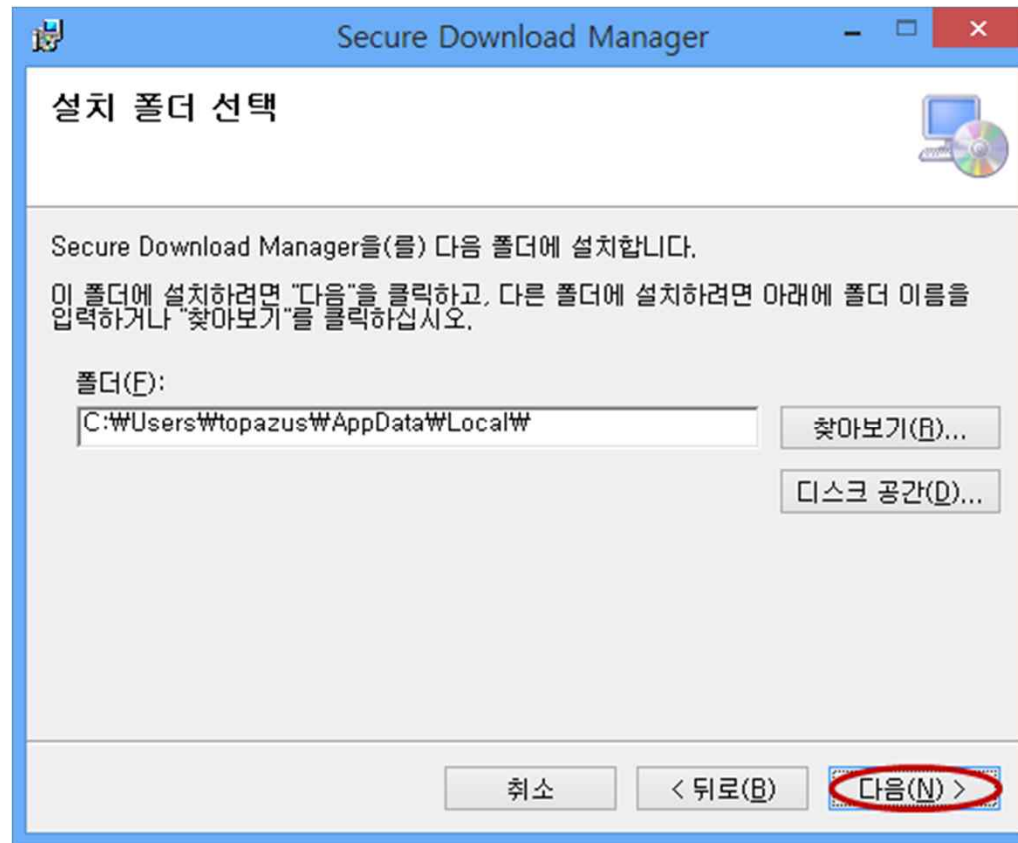 Secure Download Manager
설치 폴더 선택
Secure Download Manager을(를) 다음 폴더에 설치합니다.
이 폴더에 설치하려면 "다음"을 클릭하고, 다른 폴더에 설치하려면 아래에 폴더 이름을
입력하거나 "찾아보기"를 클릭하십시오.
폴더(F):
C:₩Users₩topazus₩AppData₩Local₩
찾아보기(R)...
디스크 공간(D)...
취소
< 뒤로(B)
다음(N) >